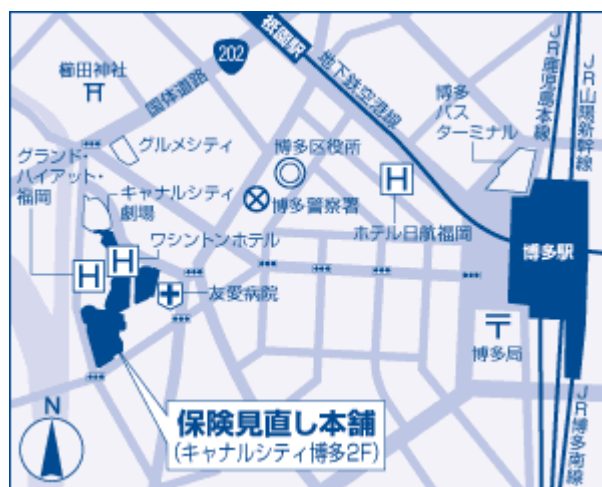 202
祇園駅
国体道路
地下鉄空港線
JR鹿児島本線
JR山陽新幹線
櫛田神社
博多
バス
ターミナル
グルメシティ
グランド・
ハイアット・
福岡
博多区役所
H
キャナルシティ
劇場
博多警察署
ホテル日航福岡
ワシントンホテル
H
H
博多駅
友愛病院
〒
博多局
N
保険見直し本舗
(キャナルシティ博多2F)
JR博多南線